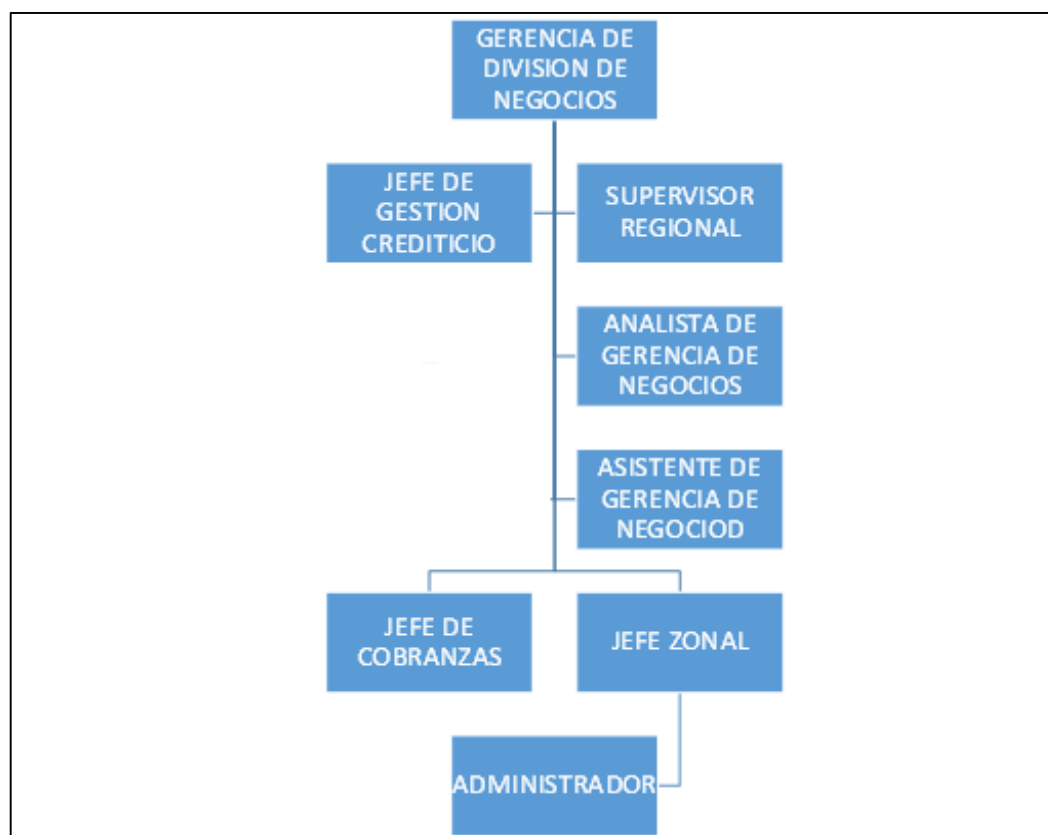 GERENCIA DE
DIVISION DE
NEGOCIOS
JEFE DE
GESTION
CREDITICIO
SUPERVISOR
REGIONAL
ANALISTA DE
GERENCIA DE
NEGOCIOS
ASISTENTE DE
GERENCIA DE
NEGOCIOD
JEFE DE
COBRANZAS
JEFE ZONAL
ADMINISTRADOR